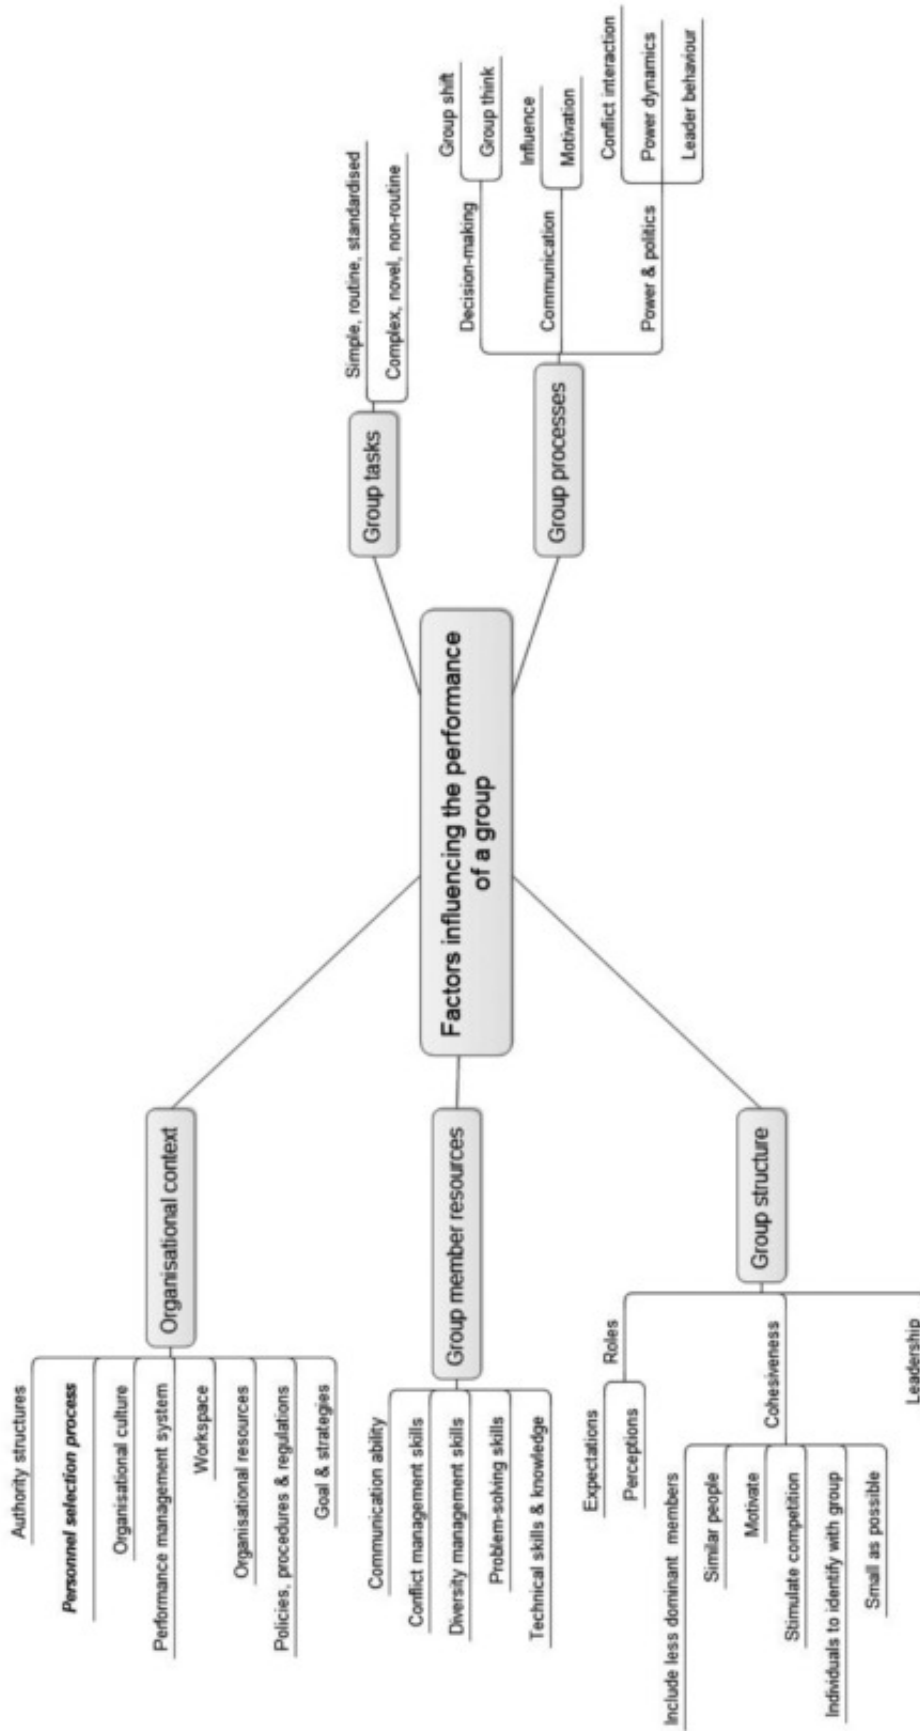 Factors influencing the performance
of a group
Organisational context
Authority structures
Personnel selection process
Organisational culture
Performance management system
Workspace
Organisational resources
Policies, procedures & regulations
Goal & strategies
Group member resources
Communication ability
Conflict management skills
Diversity management skills
Problem-solving skills
Technical skills & knowledge
Group structure
Roles
Expectations
Perceptions
Cohesiveness
Include less dominant members
Similar people
Motivate
Stimulate competition
Individuals to identify with group
Small as possible
Leadership
Group tasks
Simple, routine, standardised
Complex, novel, non-routine
Group processes
Decision-making
Group shift
Group think
Communication
Influence
Motivation
Power & politics
Conflict interaction
Power dynamics
Leader behaviour